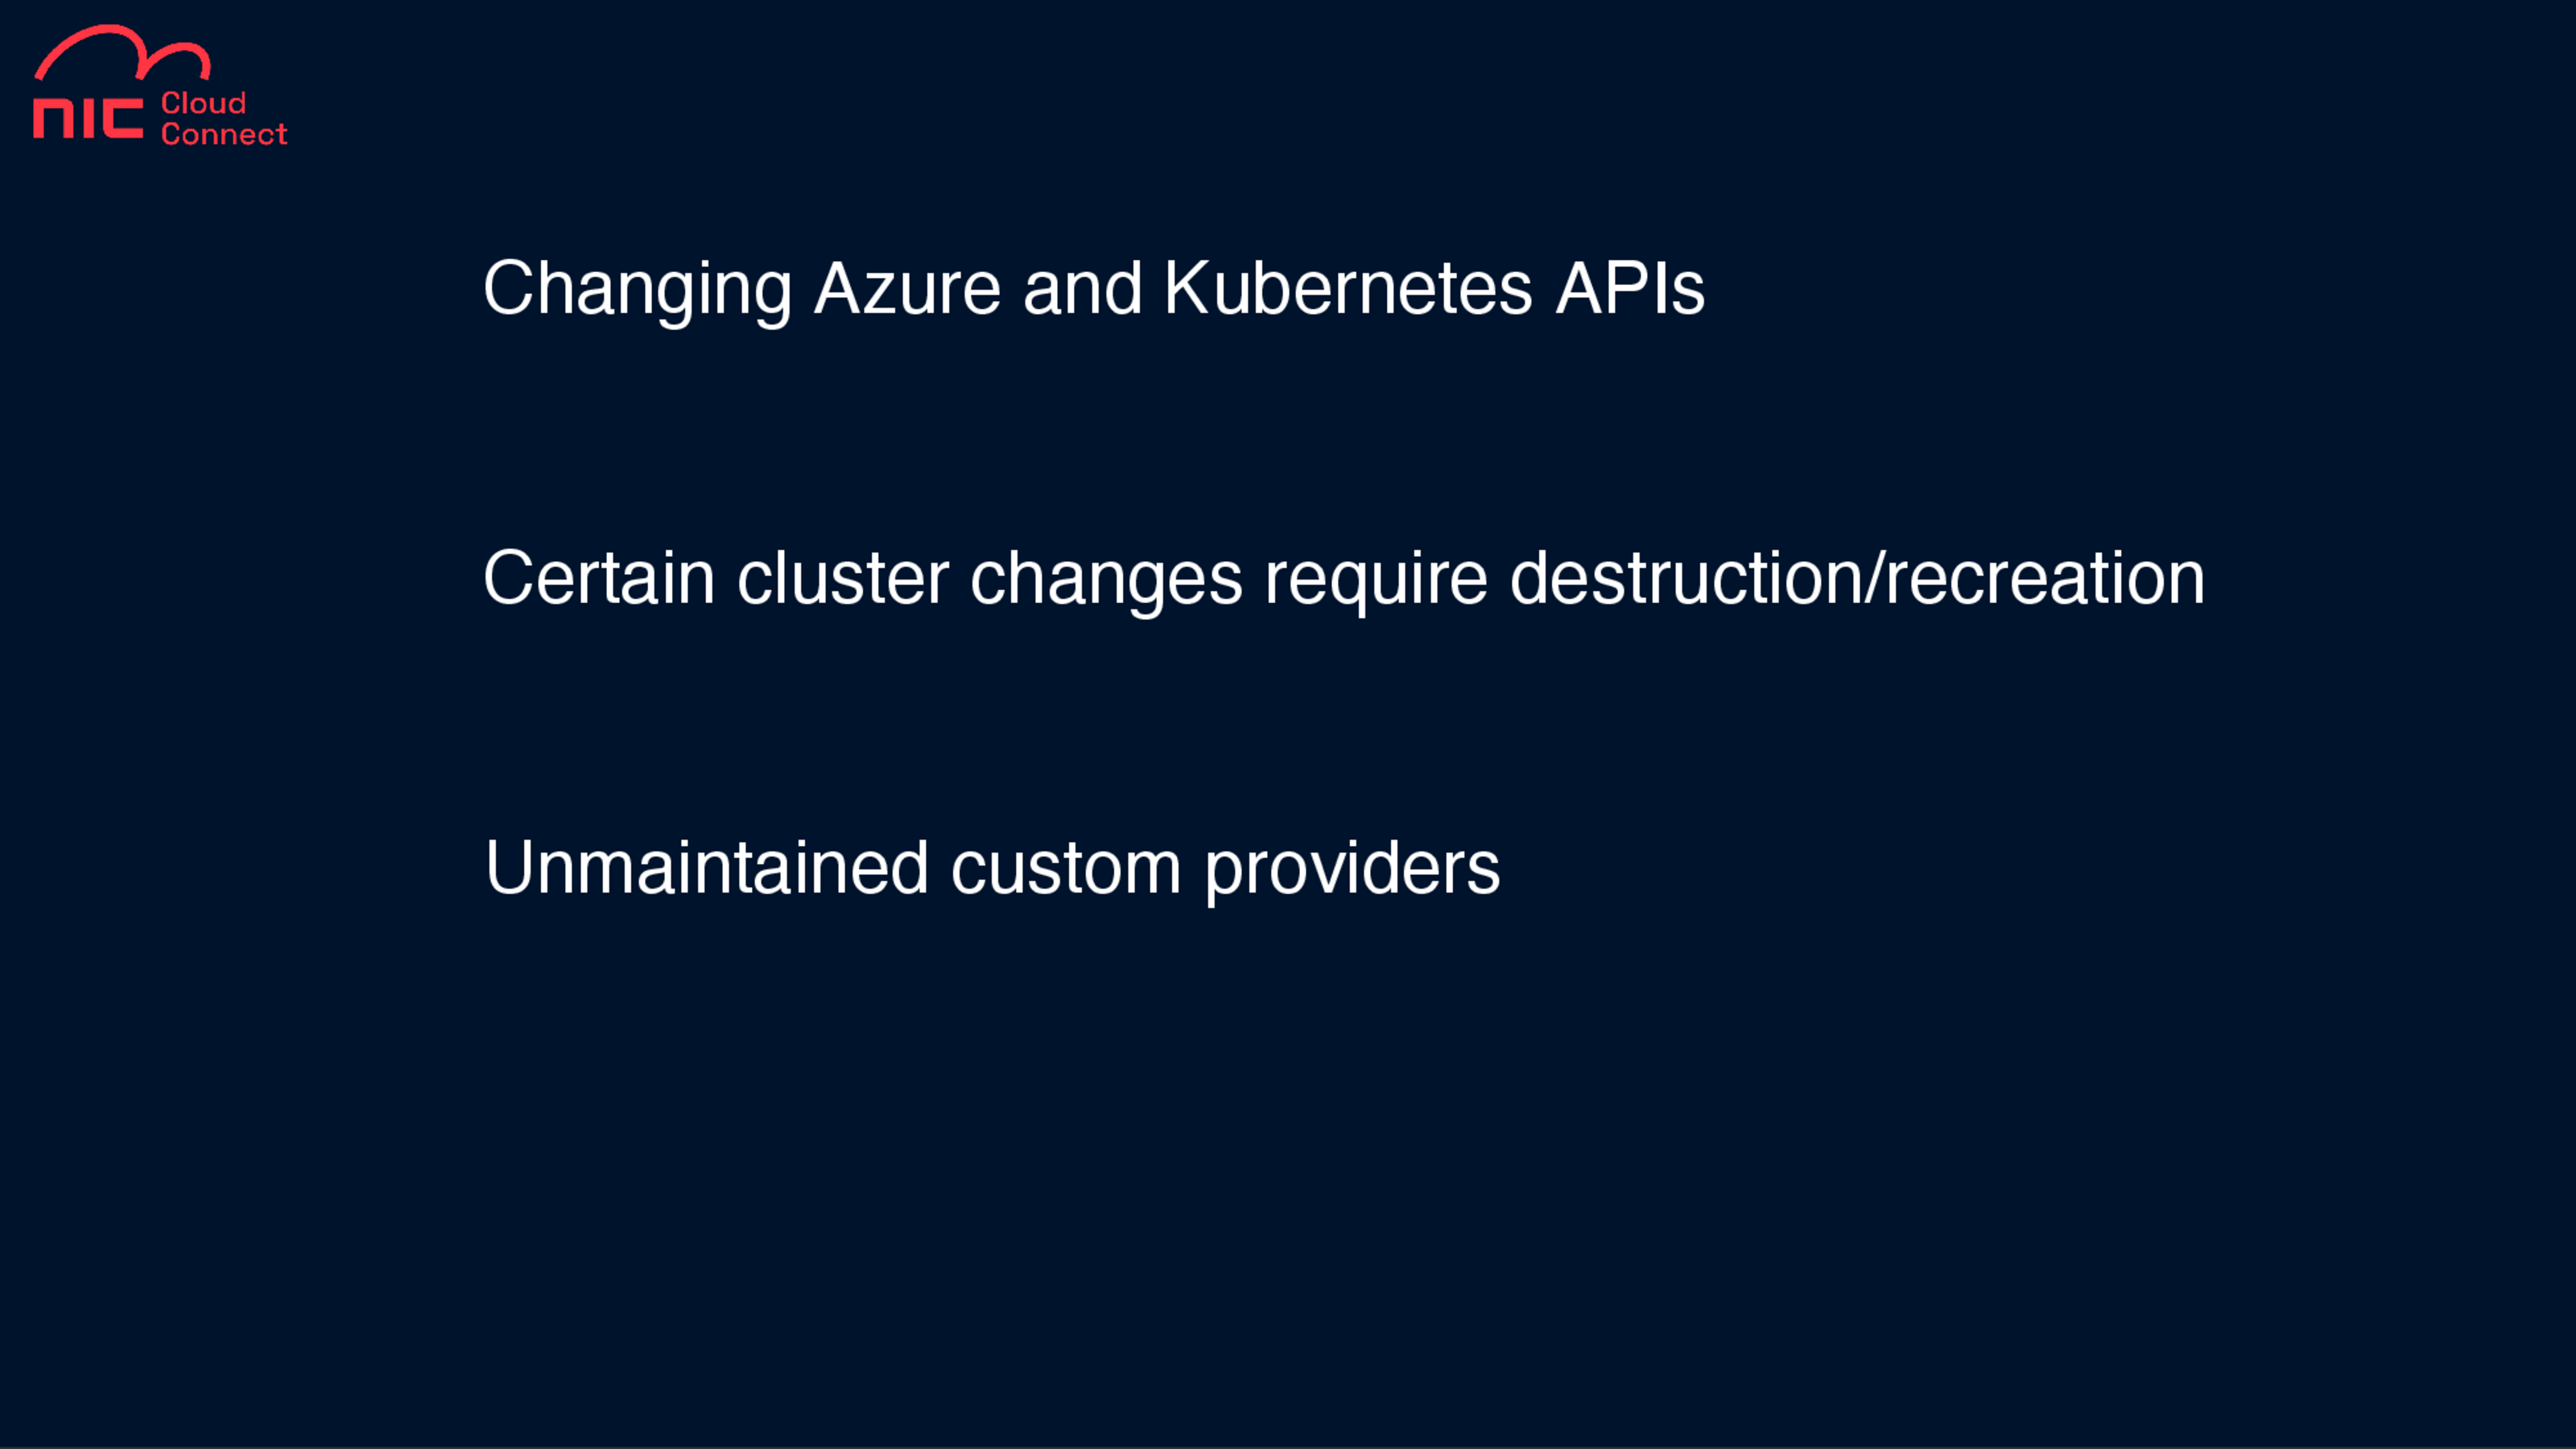 NIC Cloud
Connect
Changing Azure and Kubernetes APIs
Certain cluster changes require destruction/recreation
Unmaintained custom providers